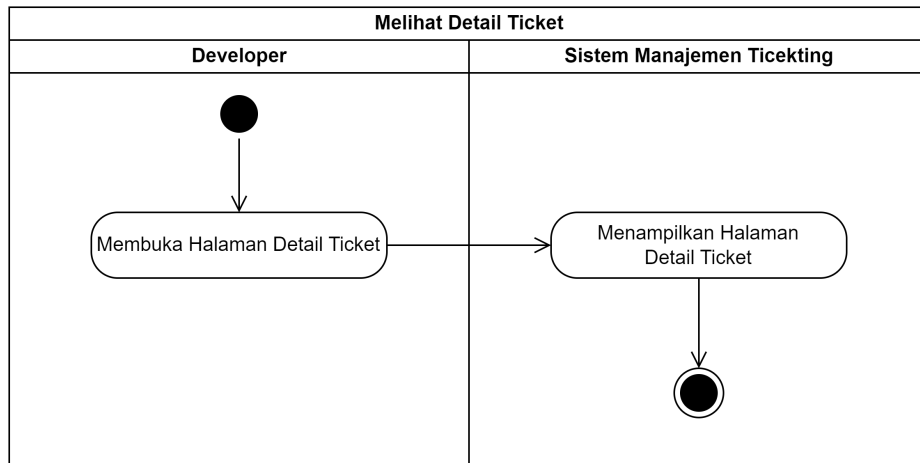 Melihat Detail Ticket
Developer
Sistem Manajemen Ticekting
Membuka Halaman Detail Ticket
Menampilkan Halaman
Detail Ticket